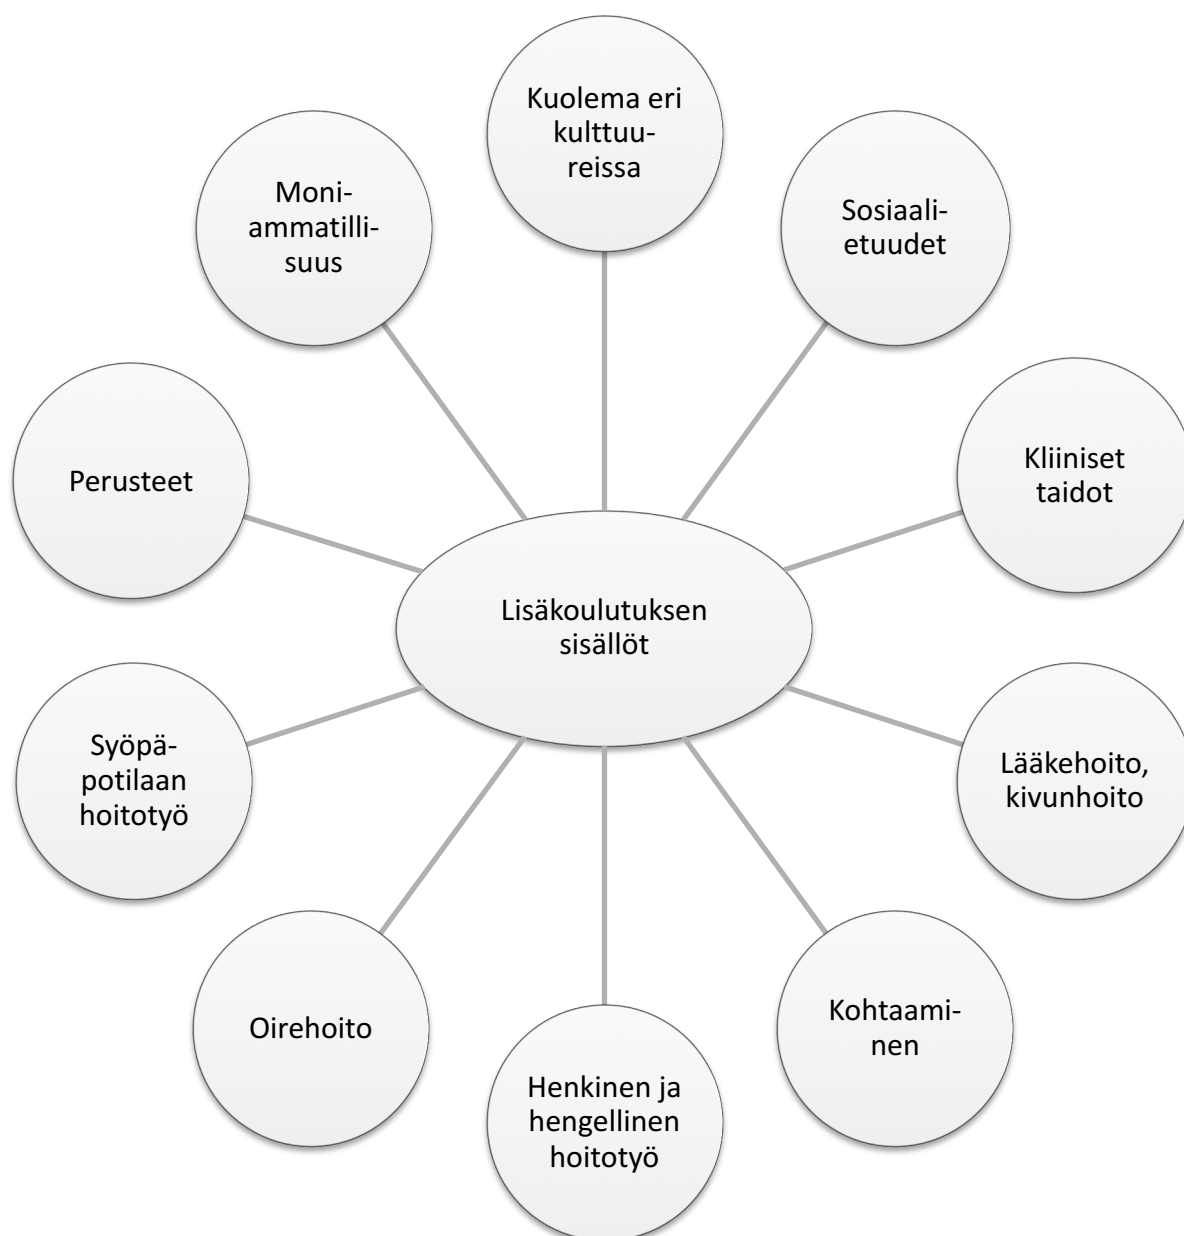 Kuolema eri
kulttuu-
reissa
Moni-
ammatilli-
suus
Sosiaali-
etuudet
Kliiniset
taidot
Perusteet
Lisäkoulutuksen
sisällöt
Syöpä-
potilaan
hoitotyö
Lääkehoito,
kivunhoito
Oirehoito
Kohtaami-
nen
Henkinen ja
hengellinen
hoitotyö